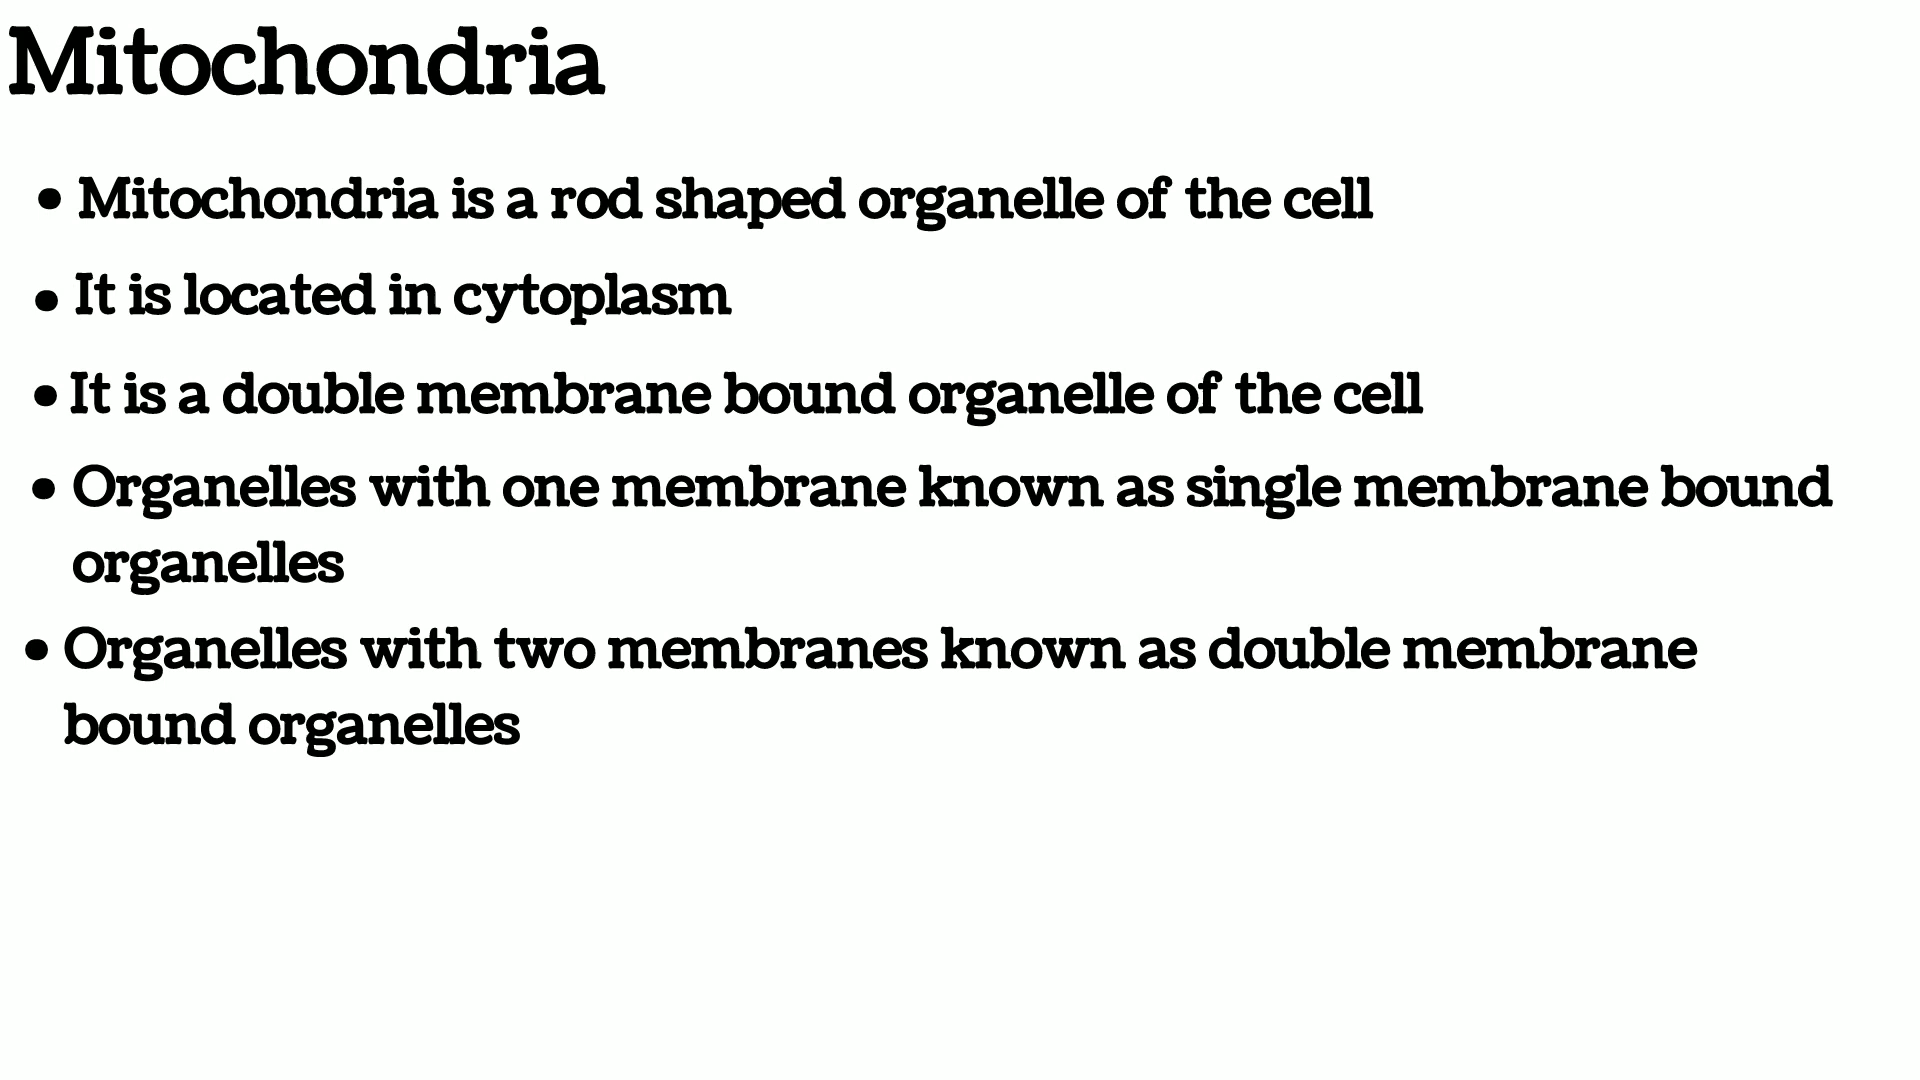 Mitochondria
• Mitochondria is a rod shaped organelle of the cell
• It is located in cytoplasm
• It is a double membrane bound organelle of the cell
• Organelles with one membrane known as single membrane bound
organelles
• Organelles with two membranes known as double membrane
bound organelles